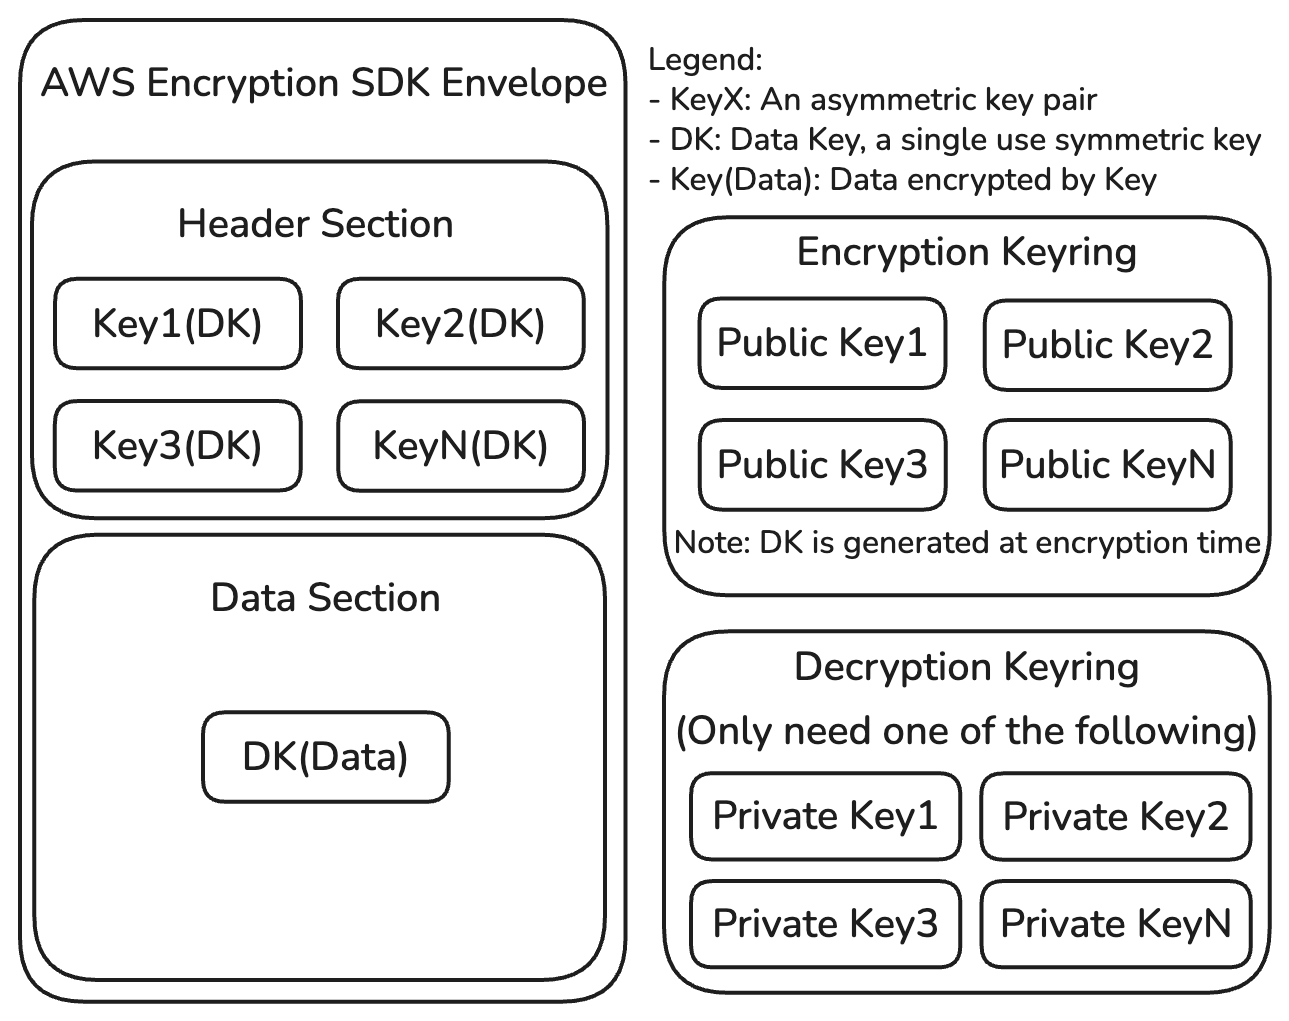 AWS Encryption SDK Envelope
Header Section
Key1(DK)
Key2(DK)
Key3(DK)
KeyN(DK)
Data Section
DK(Data)
Legend:
- KeyX: An asymmetric key pair
- DK: Data Key, a single use symmetric key
- Key(Data): Data encrypted by Key
Encryption Keyring
Public Key1
Public Key2
Public Key3
Public KeyN
Note: DK is generated at encryption time
Decryption Keyring
(Only need one of the following)
Private Key1
Private Key2
Private Key3
Private KeyN